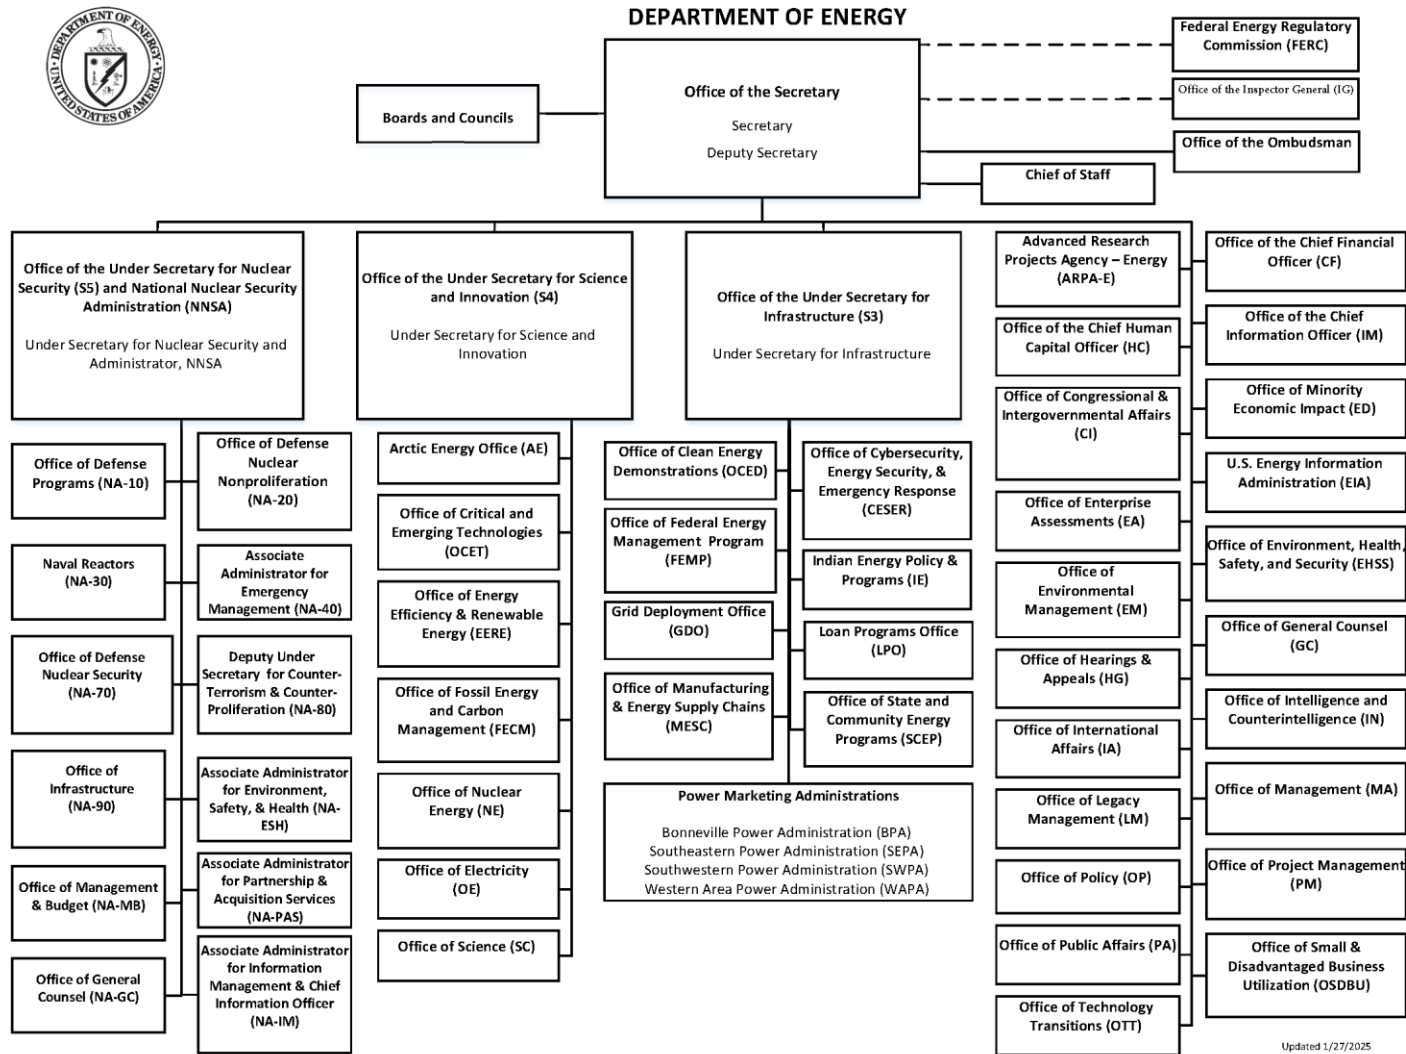 DEPARTMENT OF ENERGY
DEPARTMENT OF ENERGY
UNITED STATES OF AMERICA
Federal Energy Regulatory
Commission (FERC)
Office of the Inspector General (IG)
Office of the Ombudsman
Chief of Staff
Boards and Councils
Office of the Secretary
Secretary
Deputy Secretary
Office of the Under Secretary for Nuclear
Security (S5) and National Nuclear Security
Administration (NNSA)
Under Secretary for Nuclear Security and
Administrator, NNSA
Office of Defense
Programs (NA-10)
Office of Defense
Nuclear
Nonproliferation
(NA-20)
Naval Reactors
(NA-30)
Associate
Administrator for
Emergency
Management (NA-40)
Office of Defense
Nuclear Security
(NA-70)
Deputy Under
Secretary for Counter-
Terrorism & Counter-
Proliferation (NA-80)
Office of
Infrastructure
(NA-90)
Associate Administrator
for Environment,
Safety, & Health (NA-
ESH)
Office of Management
& Budget (NA-MB)
Associate Administrator
for Partnership &
Acquisition Services
(NA-PAS)
Office of General
Counsel (NA-GC)
Associate Administrator
for Information
Management & Chief
Information Officer
(NA-IM)
Office of the Under Secretary for Science
and Innovation (S4)
Under Secretary for Science and
Innovation
Arctic Energy Office (AE)
Office of Critical and
Emerging Technologies
(OCET)
Office of Energy
Efficiency & Renewable
Energy (EERE)
Office of Fossil Energy
and Carbon
Management (FECM)
Office of Nuclear
Energy (NE)
Office of Electricity
(OE)
Office of Science (SC)
Office of the Under Secretary for
Infrastructure (S3)
Under Secretary for Infrastructure
Office of Clean Energy
Demonstrations (OCED)
Office of Cybersecurity,
Energy Security, &
Emergency Response
(CESER)
Office of Federal Energy
Management Program
(FEMP)
Indian Energy Policy &
Programs (IE)
Grid Deployment Office
(GDO)
Loan Programs Office
(LPO)
Office of Manufacturing
& Energy Supply Chains
(MESC)
Office of State and
Community Energy
Programs (SCEP)
Power Marketing Administrations
Bonneville Power Administration (BPA)
Southeastern Power Administration (SEPA)
Southwestern Power Administration (SWPA)
Western Area Power Administration (WAPA)
Advanced Research
Projects Agency – Energy
(ARPA-E)
Office of the Chief Financial
Officer (CF)
Office of the Chief Human
Capital Officer (HC)
Office of the Chief
Information Officer (IM)
Office of Congressional &
Intergovernmental Affairs
(CI)
Office of Minority
Economic Impact (ED)
U.S. Energy Information
Administration (EIA)
Office of Enterprise
Assessments (EA)
Office of Environment, Health,
Safety, and Security (EHSS)
Office of
Environmental
Management (EM)
Office of General Counsel
(GC)
Office of Hearings &
Appeals (HG)
Office of Intelligence and
Counterintelligence (IN)
Office of International
Affairs (IA)
Office of Management (MA)
Office of Legacy
Management (LM)
Office of Project Management
(PM)
Office of Policy (OP)
Office of Public Affairs (PA)
Office of Small &
Disadvantaged Business
Utilization (OSDBU)
Office of Technology
Transitions (OTT)
Updated 1/27/2025